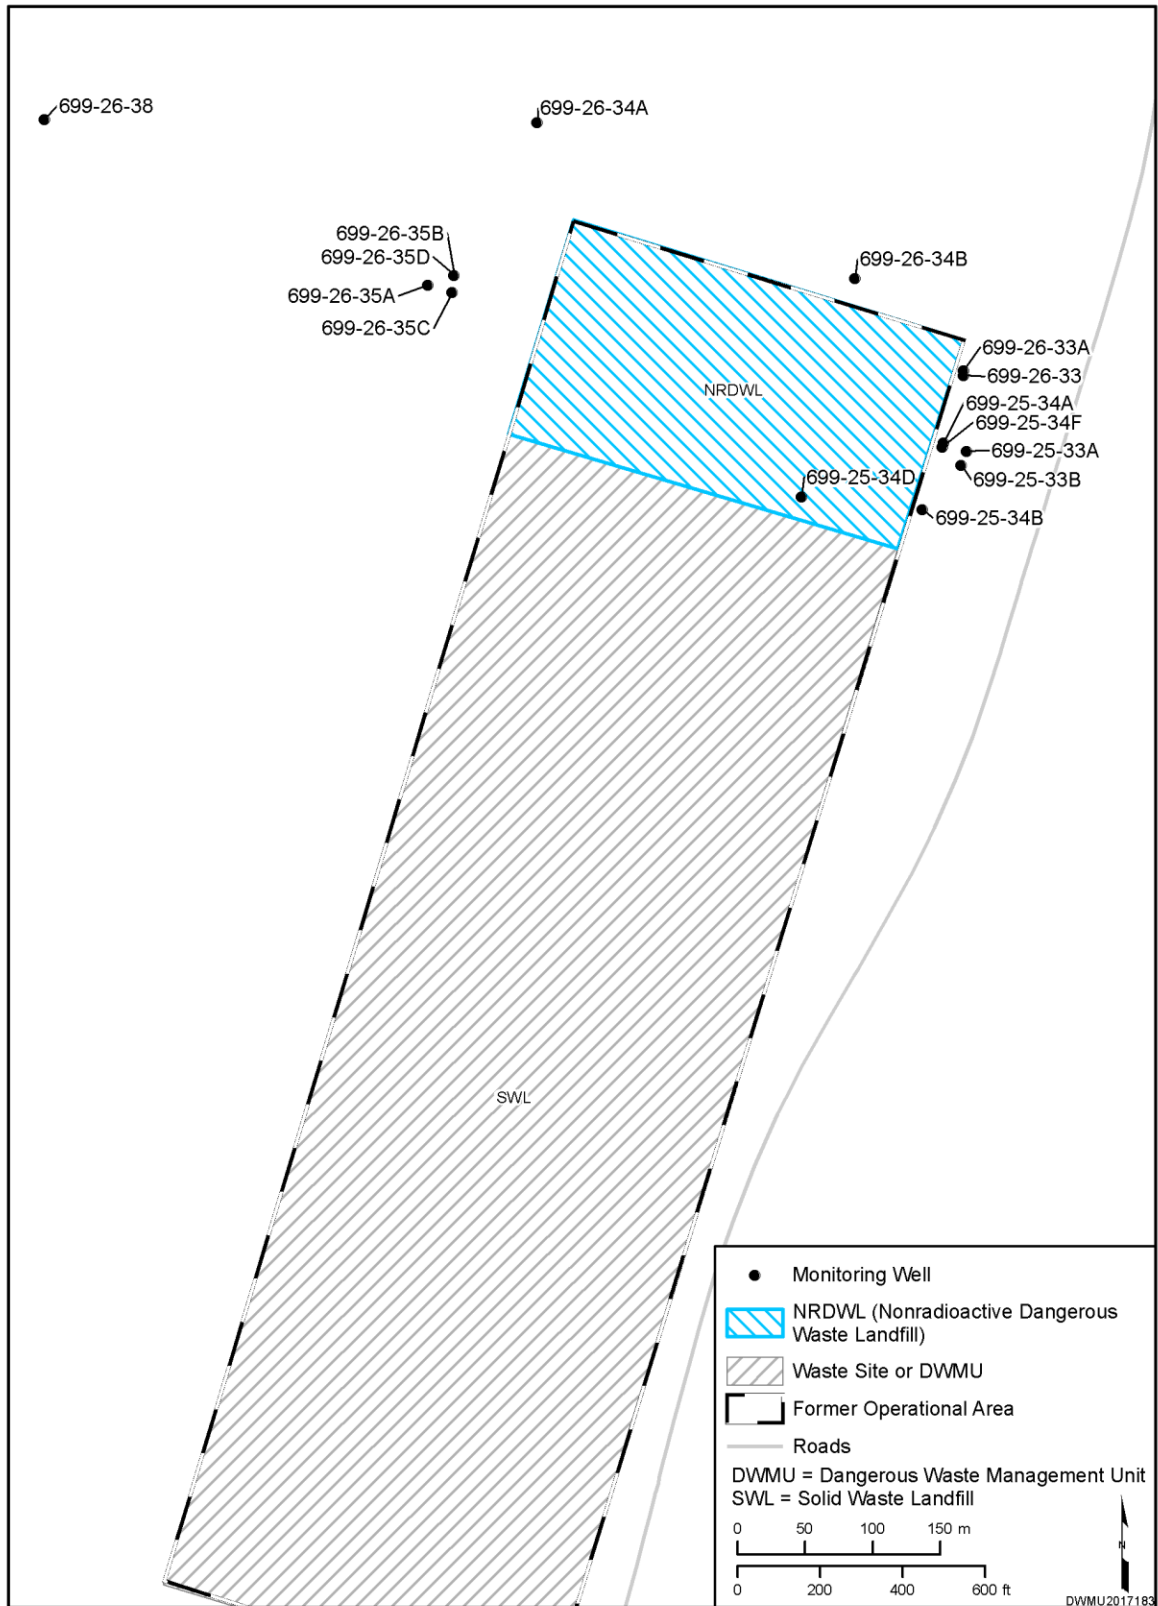 699-26-38
699-26-34A
699-26-35B
699-26-35D
699-26-35A
699-26-35C
699-26-34B
699-26-33A
699-26-33
NRDWL
699-25-34A
699-25-34F
699-25-33A
699-25-33B
699-25-34D
699-25-34B
SWL
Monitoring Well
NRDWL (Nonradioactive Dangerous
Waste Landfill)
Waste Site or DWMU
Former Operational Area
Roads
DWMU = Dangerous Waste Management Unit
SWL = Solid Waste Landfill
0 50 100 150 m
0 200 400 600 ft
N
DWMU2017183